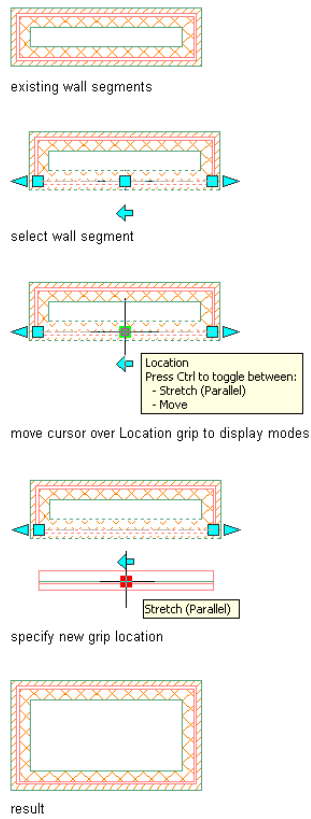 existing wall segments
select wall segment
Location
Press Ctrl to toggle between:
- Stretch (Parallel)
- Move
move cursor over Location grip to display modes
Stretch (Parallel)
specify new grip location
result